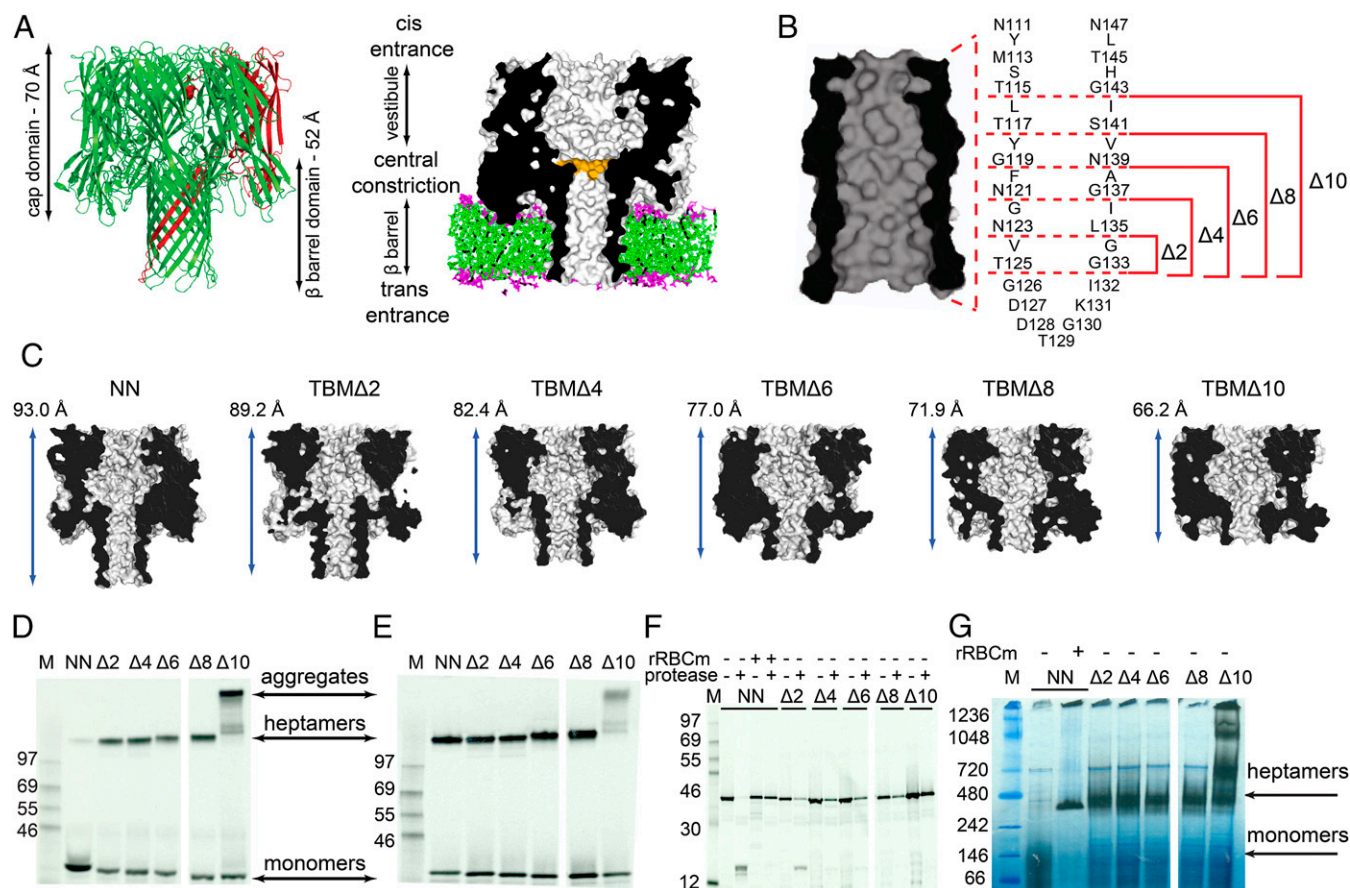 A
cap domain - 70 Å
β barrel domain - 52 Å
cis
entrance
vestibule
central
constriction
β barrel
trans
entrance
B
N111 N147
Y L
M113 T145
S H
T115 G143
L I
T117 S141
Y V
G119 N139
F A
N121 G137
G I
N123 L135
V G
T125 G133
G126 I132
D127 K131
D128 G130
T129
Δ2
Δ4
Δ6
Δ8
Δ10
C
NN TBMΔ2 TBMΔ4 TBMΔ6 TBMΔ8 TBMΔ10
93.0 Å 89.2 Å 82.4 Å 77.0 Å 71.9 Å 66.2 Å
D
M NN Δ2 Δ4 Δ6 Δ8 Δ10
97
69
55
46
aggregates
heptamers
monomers
E
M NN Δ2 Δ4 Δ6 Δ8 Δ10
97
69
55
46
F
rRBCm - - + + - - - - - - - - - -
protease - + - + - + - + - + - + - +
M NN Δ2 Δ4 Δ6 Δ8 Δ10
97
69
55
46
30
12
G
rRBCm - + - - - - -
M NN Δ2 Δ4 Δ6 Δ8 Δ10
1236
1048
720
480
242
146
66
heptamers
monomers